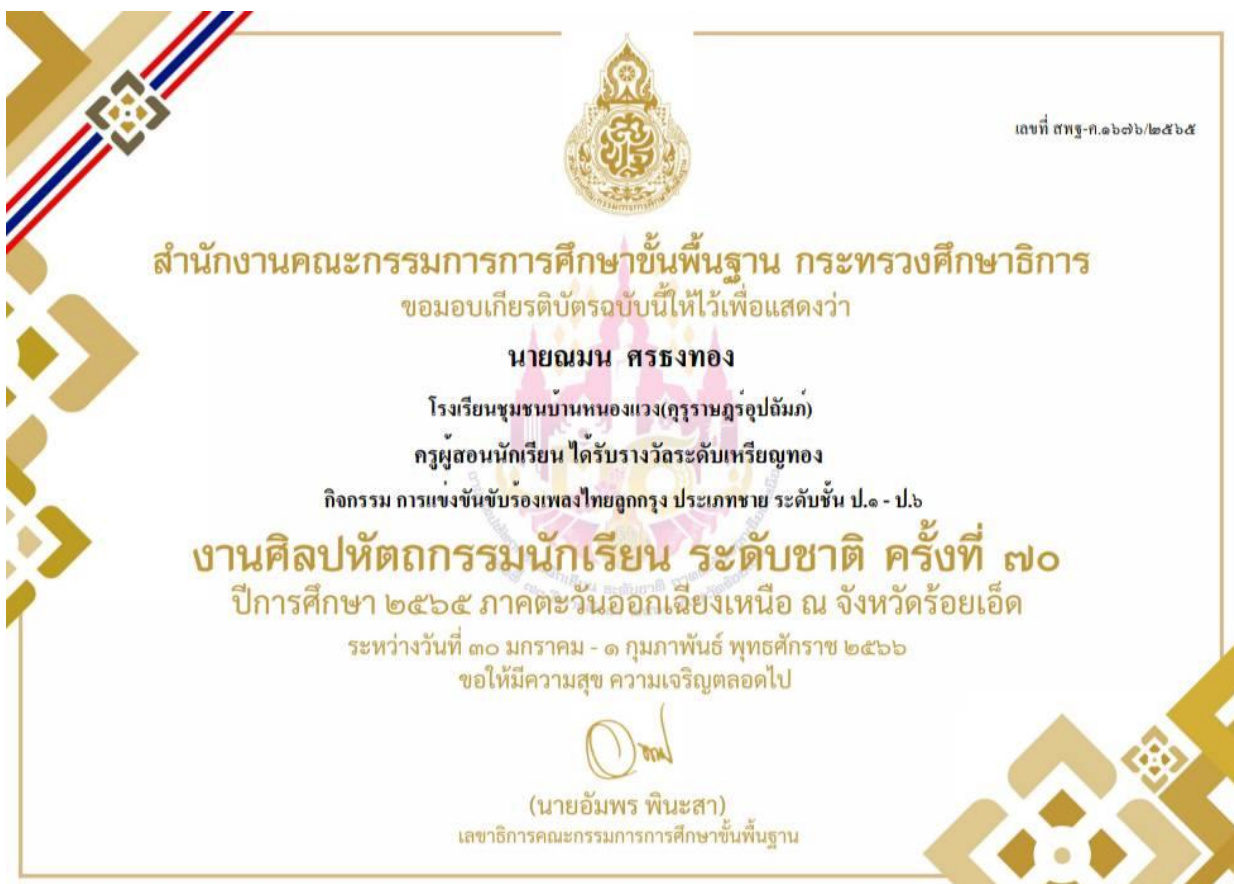 เลขที่ สพฐ-ค.๑๖๗๖/๒๕๖๕
สำนักงานคณะกรรมการการศึกษาขั้นพื้นฐาน กระทรวงศึกษาธิการ
ขอมอบเกียรติบัตรฉบับนี้ให้ไว้เพื่อแสดงว่า
นายณมน ศรธงทอง
โรงเรียนชุมชนบ้านหนองแวง(คุรุราษฎร์อุปถัมภ์)
ครูผู้สอนนักเรียน ได้รับรางวัลระดับเหรียญทอง
กิจกรรม การแข่งขันขับร้องเพลงไทยลูกกรุง ประเภทชาย ระดับชั้น ป.๑ - ป.๖
งานศิลปหัตถกรรมนักเรียน ระดับชาติ ครั้งที่ ๗๐
ปีการศึกษา ๒๕๖๕ ภาคตะวันออกเฉียงเหนือ ณ จังหวัดร้อยเอ็ด
ระหว่างวันที่ ๓๐ มกราคม - ๑ กุมภาพันธ์ พุทธศักราช ๒๕๖๖
ขอให้มีความสุข ความเจริญตลอดไป
(นายอัมพร พินะสา)
เลขาธิการคณะกรรมการการศึกษาขั้นพื้นฐาน